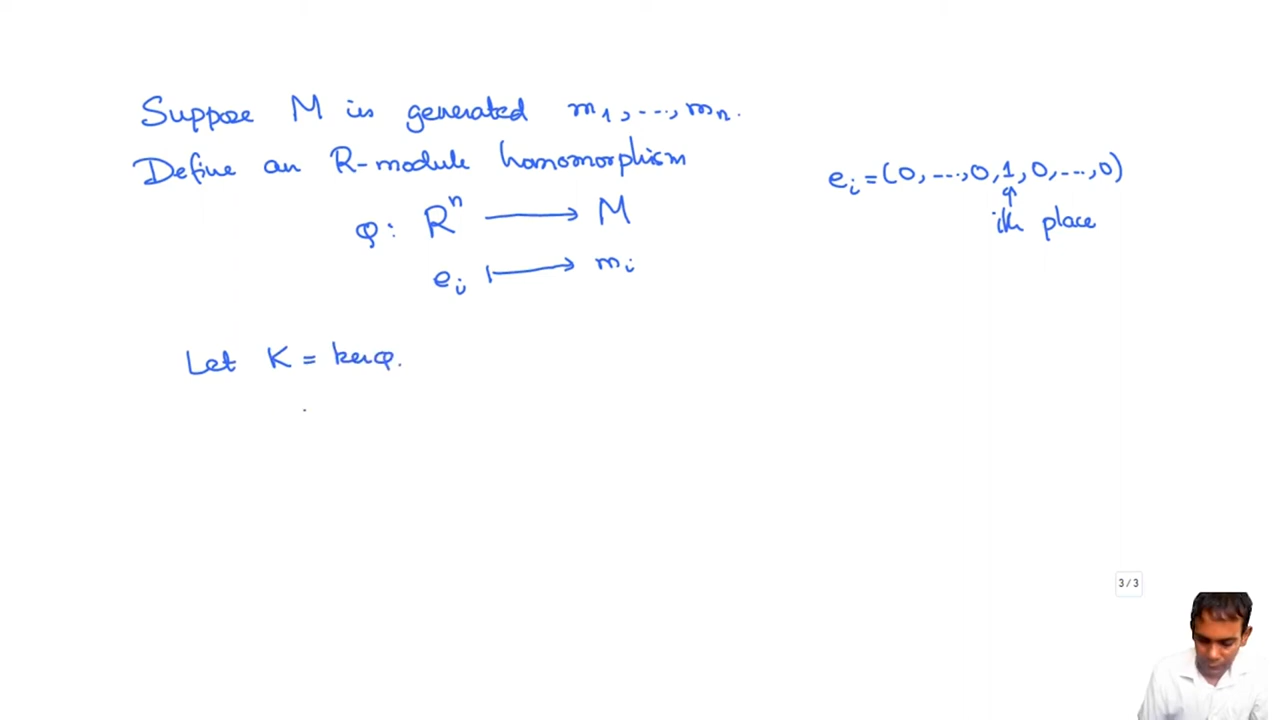 Suppose M is generated m₁, ..., mₙ.
Define an R-module homomorphism
φ: Rⁿ ⟶ M
eᵢ ⟼ mᵢ
eᵢ = (0, ..., 0, 1, 0, ..., 0)
↑
ith place
Let K = ker φ.
3 / 3